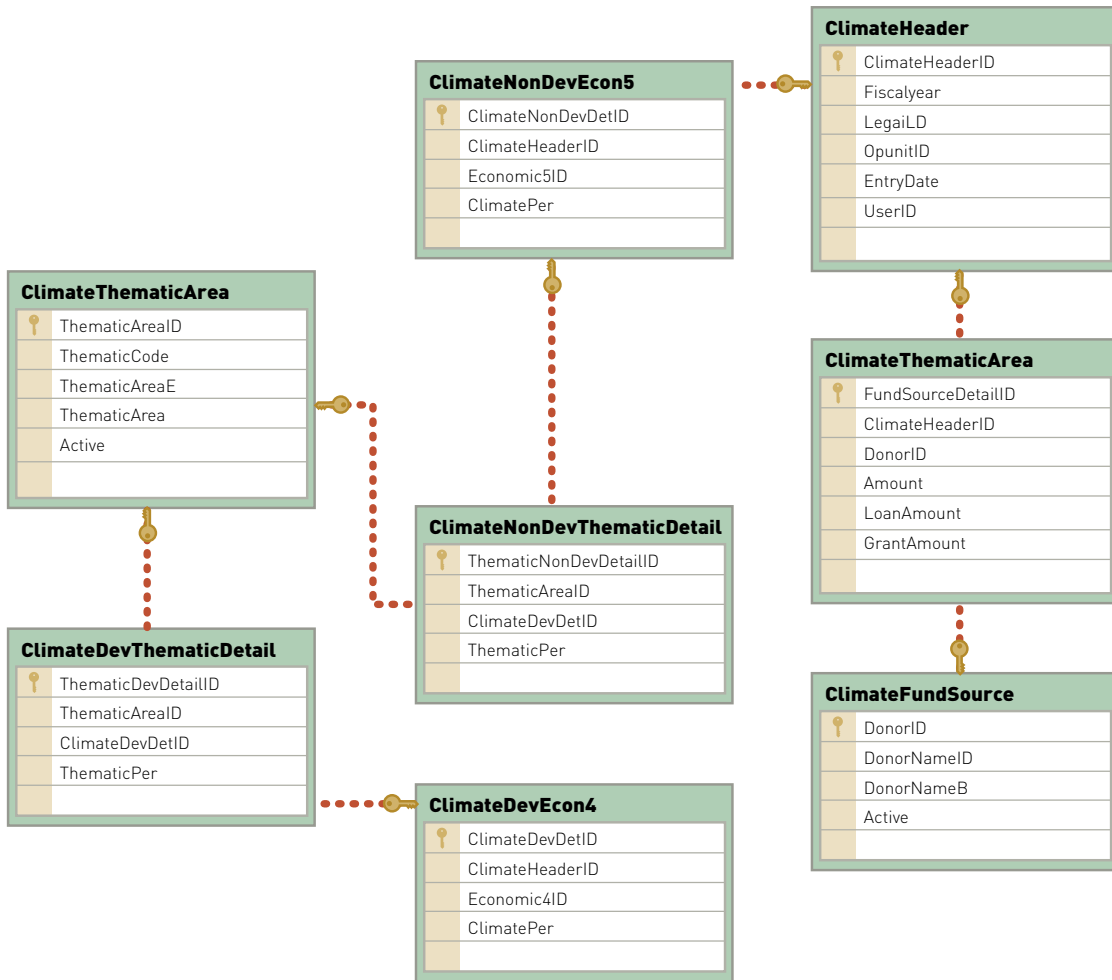 ClimateHeader
ClimateHeaderID
Fiscalyear
LegaiLD
OpunitID
EntryDate
UserID
ClimateNonDevEcon5
ClimateNonDevDetID
ClimateHeaderID
Economic5ID
ClimatePer
ClimateThematicArea
ThematicAreaID
ThematicCode
ThematicAreaE
ThematicArea
Active
ClimateThematicArea
FundSourceDetailID
ClimateHeaderID
DonorID
Amount
LoanAmount
GrantAmount
ClimateNonDevThematicDetail
ThematicNonDevDetailID
ThematicAreaID
ClimateDevDetID
ThematicPer
ClimateDevThematicDetail
ThematicDevDetailID
ThematicAreaID
ClimateDevDetID
ThematicPer
ClimateFundSource
DonorID
DonorNameID
DonorNameB
Active
ClimateDevEcon4
ClimateDevDetID
ClimateHeaderID
Economic4ID
ClimatePer